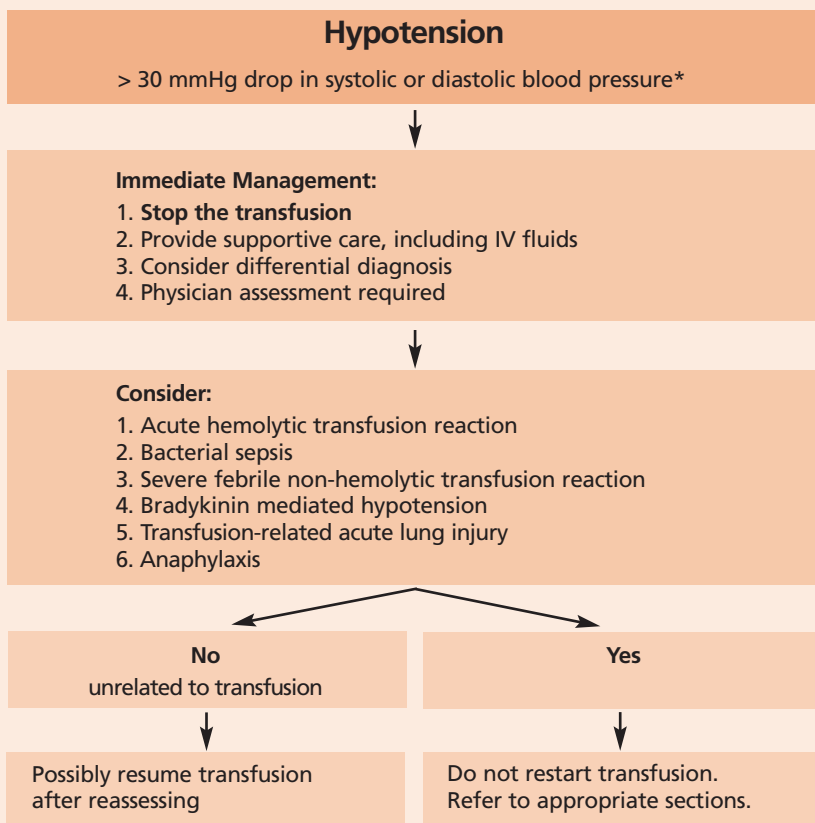 Hypotension
> 30 mmHg drop in systolic or diastolic blood pressure*
Immediate Management:
1. Stop the transfusion
2. Provide supportive care, including IV fluids
3. Consider differential diagnosis
4. Physician assessment required
Consider:
1. Acute hemolytic transfusion reaction
2. Bacterial sepsis
3. Severe febrile non-hemolytic transfusion reaction
4. Bradykinin mediated hypotension
5. Transfusion-related acute lung injury
6. Anaphylaxis
No
unrelated to transfusion
Possibly resume transfusion
after reassessing
Yes
Do not restart transfusion.
Refer to appropriate sections.